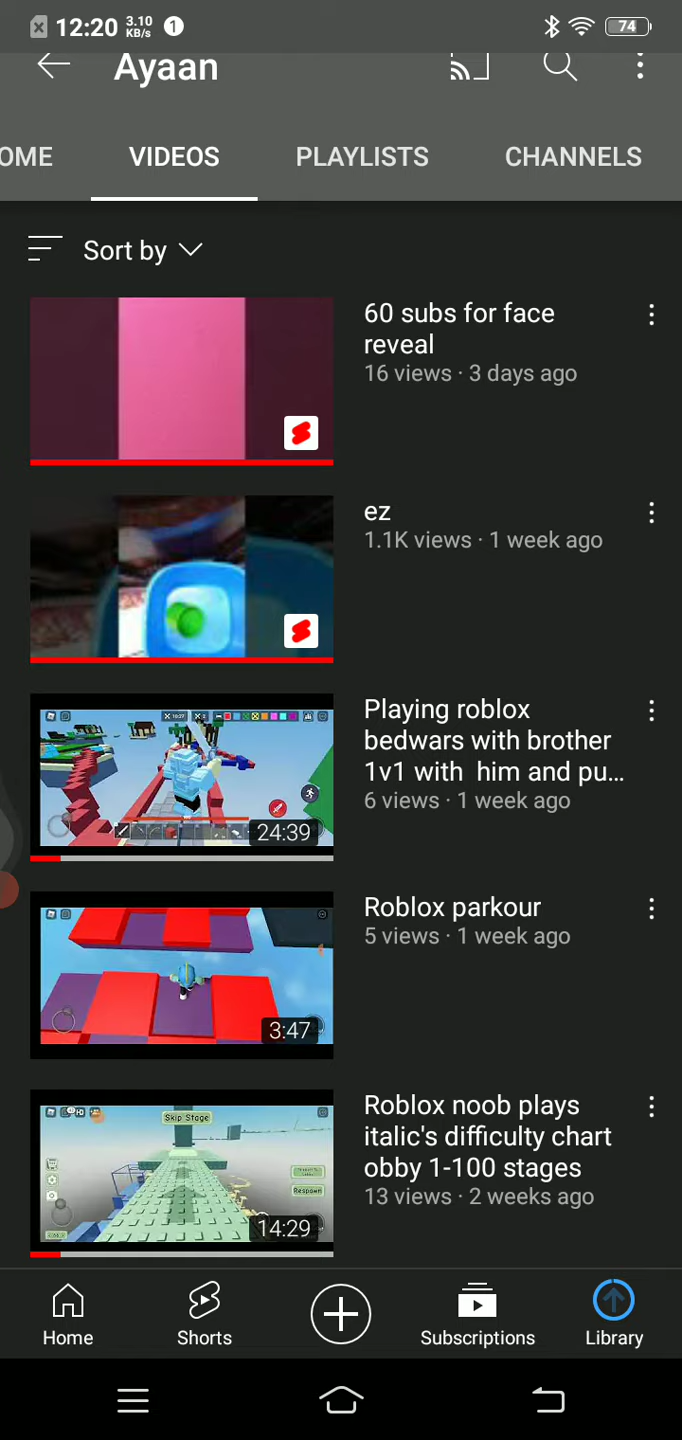 12:20 3.10 KB/s 1 74
Ayaan
OME VIDEOS PLAYLISTS CHANNELS
Sort by
60 subs for face
reveal
16 views · 3 days ago
ez
1.1K views · 1 week ago
Playing roblox
bedwars with brother
1v1 with  him and pu...
6 views · 1 week ago
24:39
Roblox parkour
5 views · 1 week ago
3:47
Skip Stage
Respawn
14:29
Roblox noob plays
italic's difficulty chart
obby 1-100 stages
13 views · 2 weeks ago
Home Shorts Subscriptions Library